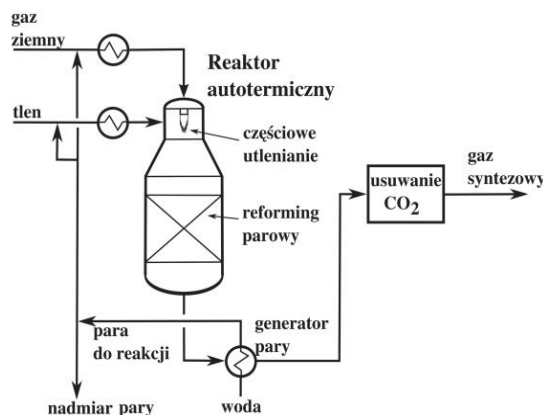 gaz
ziemny
Reaktor
autotermiczny
tlen
częściowe
utlenianie
gaz
syntezowy
usuwanie
CO2
reforming
parowy
para
do reakcji
generator
pary
nadmiar pary
woda